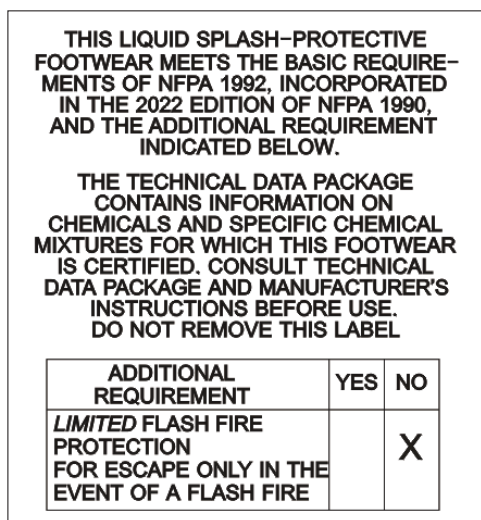 THIS LIQUID SPLASH-PROTECTIVE
FOOTWEAR MEETS THE BASIC REQUIRE-
MENTS OF NFPA 1992, INCORPORATED
IN THE 2022 EDITION OF NFPA 1990,
AND THE ADDITIONAL REQUIREMENT
INDICATED BELOW.
THE TECHNICAL DATA PACKAGE
CONTAINS INFORMATION ON
CHEMICALS AND SPECIFIC CHEMICAL
MIXTURES FOR WHICH THIS FOOTWEAR
IS CERTIFIED. CONSULT TECHNICAL
DATA PACKAGE AND MANUFACTURER'S
INSTRUCTIONS BEFORE USE.
DO NOT REMOVE THIS LABEL
ADDITIONAL
REQUIREMENT
YES
NO
LIMITED FLASH FIRE
PROTECTION
FOR ESCAPE ONLY IN THE
EVENT OF A FLASH FIRE
X